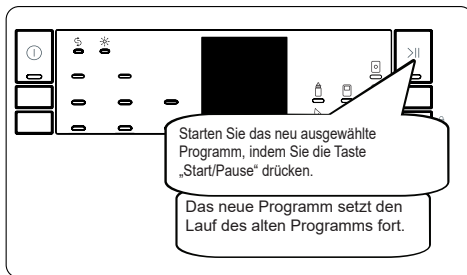 Starten Sie das neu ausgewählte
Programm, indem Sie die Taste
„Start/Pause“ drücken.
Das neue Programm setzt den
Lauf des alten Programms fort.